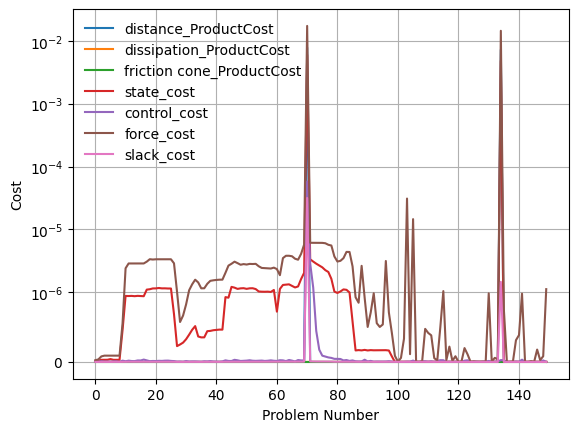 distance_ProductCost
dissipation_ProductCost
friction cone_ProductCost
state_cost
control_cost
force_cost
slack_cost
10⁻²
10⁻³
10⁻⁴
10⁻⁵
10⁻⁶
0
Cost
0 20 40 60 80 100 120 140
Problem Number